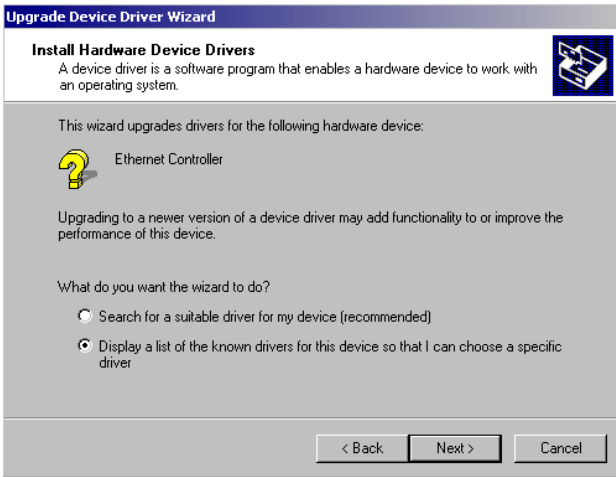 Upgrade Device Driver Wizard
Install Hardware Device Drivers
A device driver is a software program that enables a hardware device to work with
an operating system.
This wizard upgrades drivers for the following hardware device:
Ethernet Controller
Upgrading to a newer version of a device driver may add functionality to or improve the
performance of this device.
What do you want the wizard to do?
Search for a suitable driver for my device (recommended)
Display a list of the known drivers for this device so that I can choose a specific
driver
< Back
Next >
Cancel